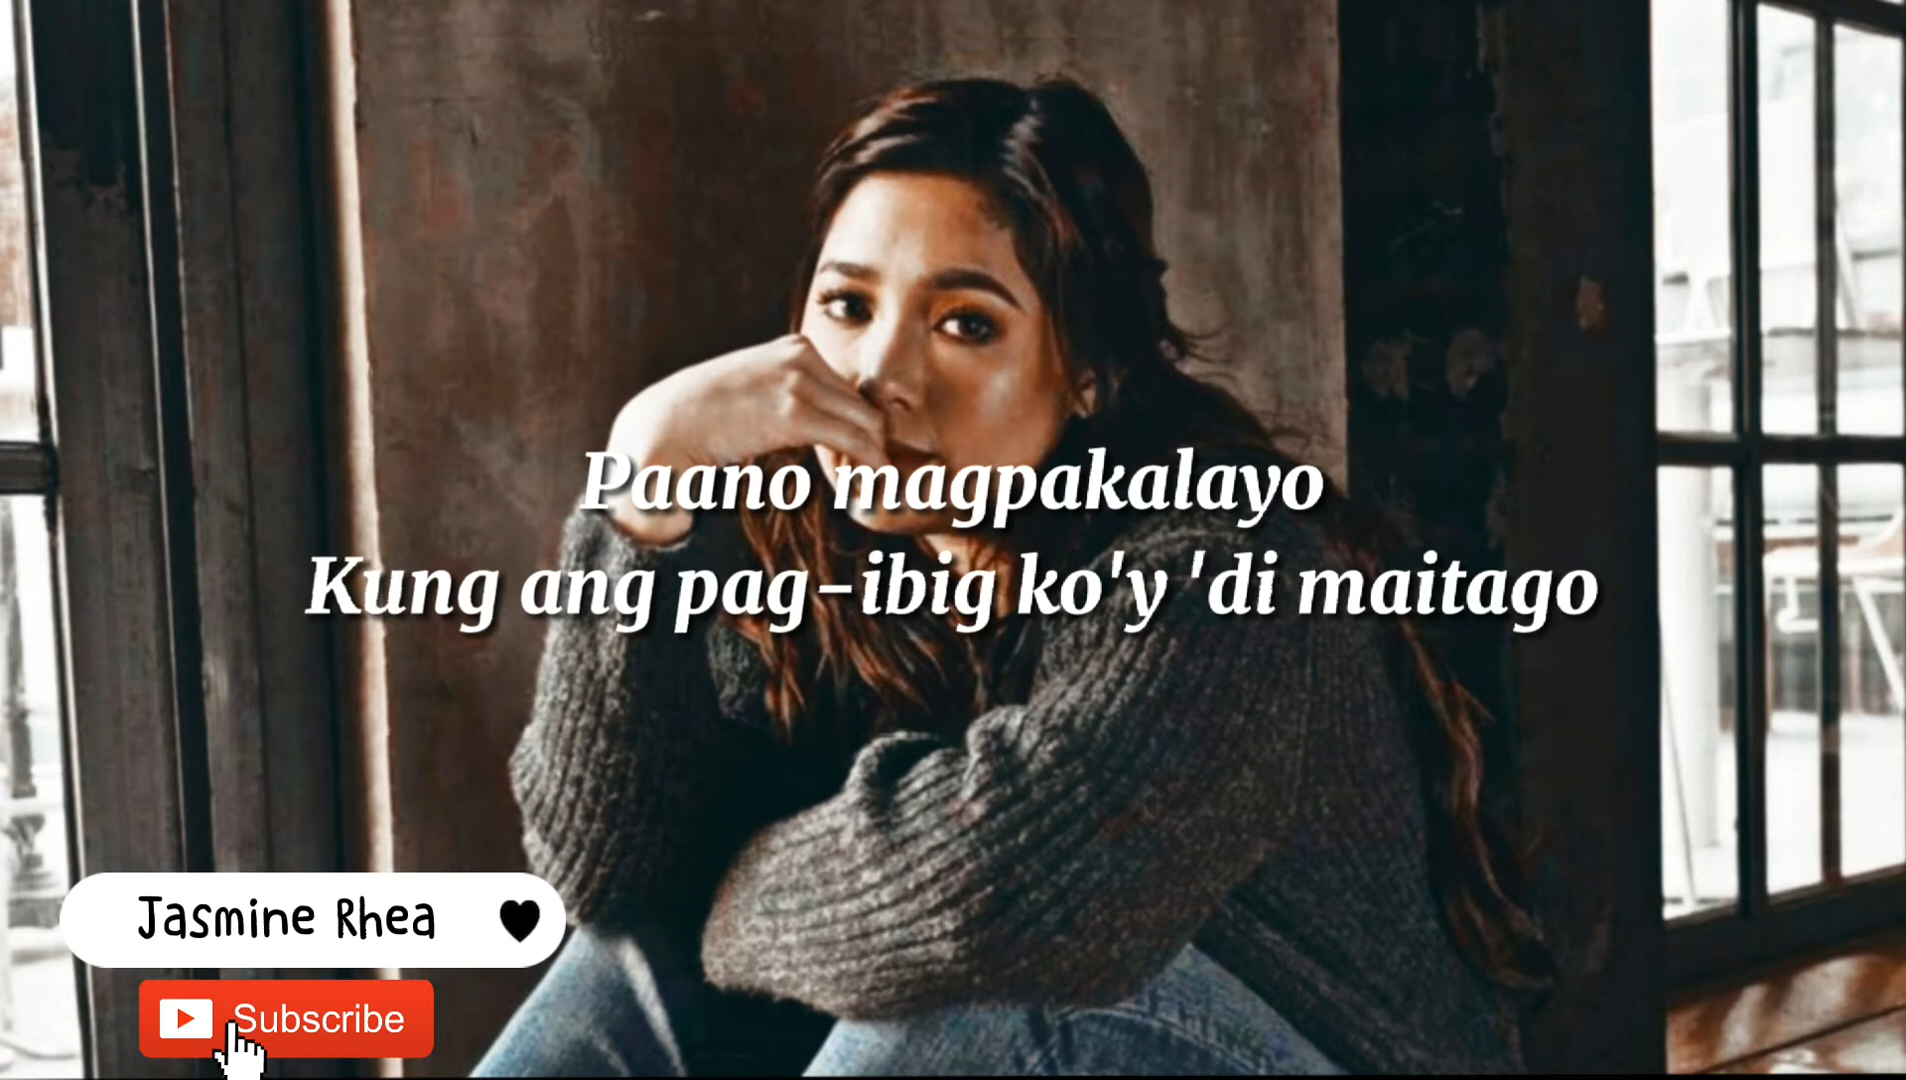 Paano magpakalayo
Kung ang pag-ibig ko'y 'di maitago
Jasmine Rhea
Subscribe